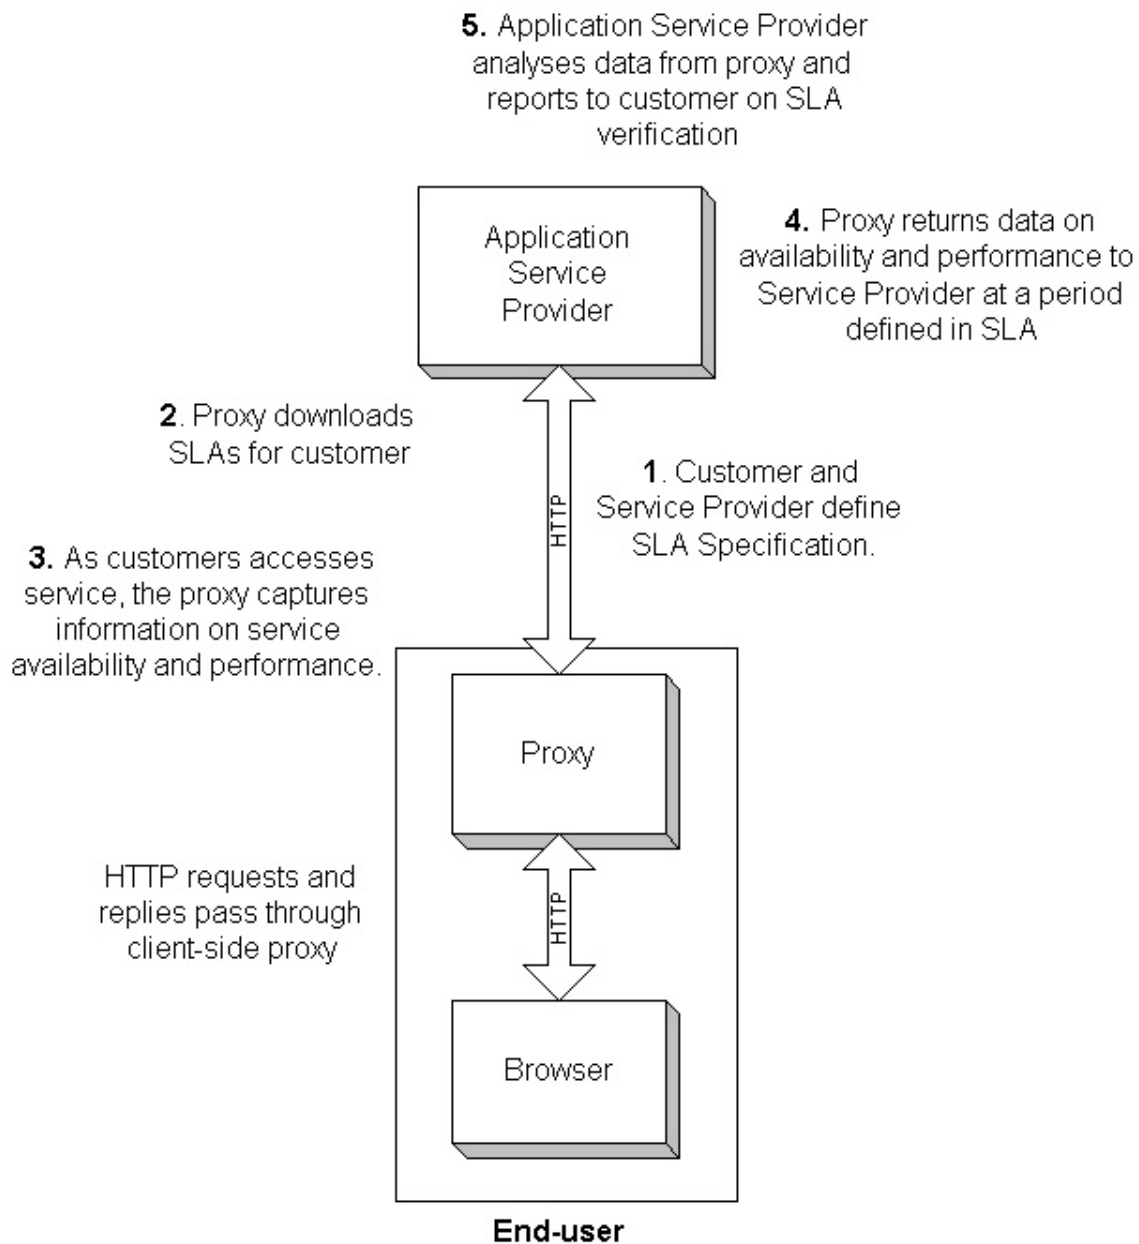 5. Application Service Provider
analyses data from proxy and
reports to customer on SLA
verification
Application
Service
Provider
4. Proxy returns data on
availability and performance to
Service Provider at a period
defined in SLA
2. Proxy downloads
SLAs for customer
1. Customer and
Service Provider define
SLA Specification.
HTTP
3. As customers accesses
service, the proxy captures
information on service
availability and performance.
Proxy
HTTP requests and
replies pass through
client-side proxy
HTTP
Browser
End-user